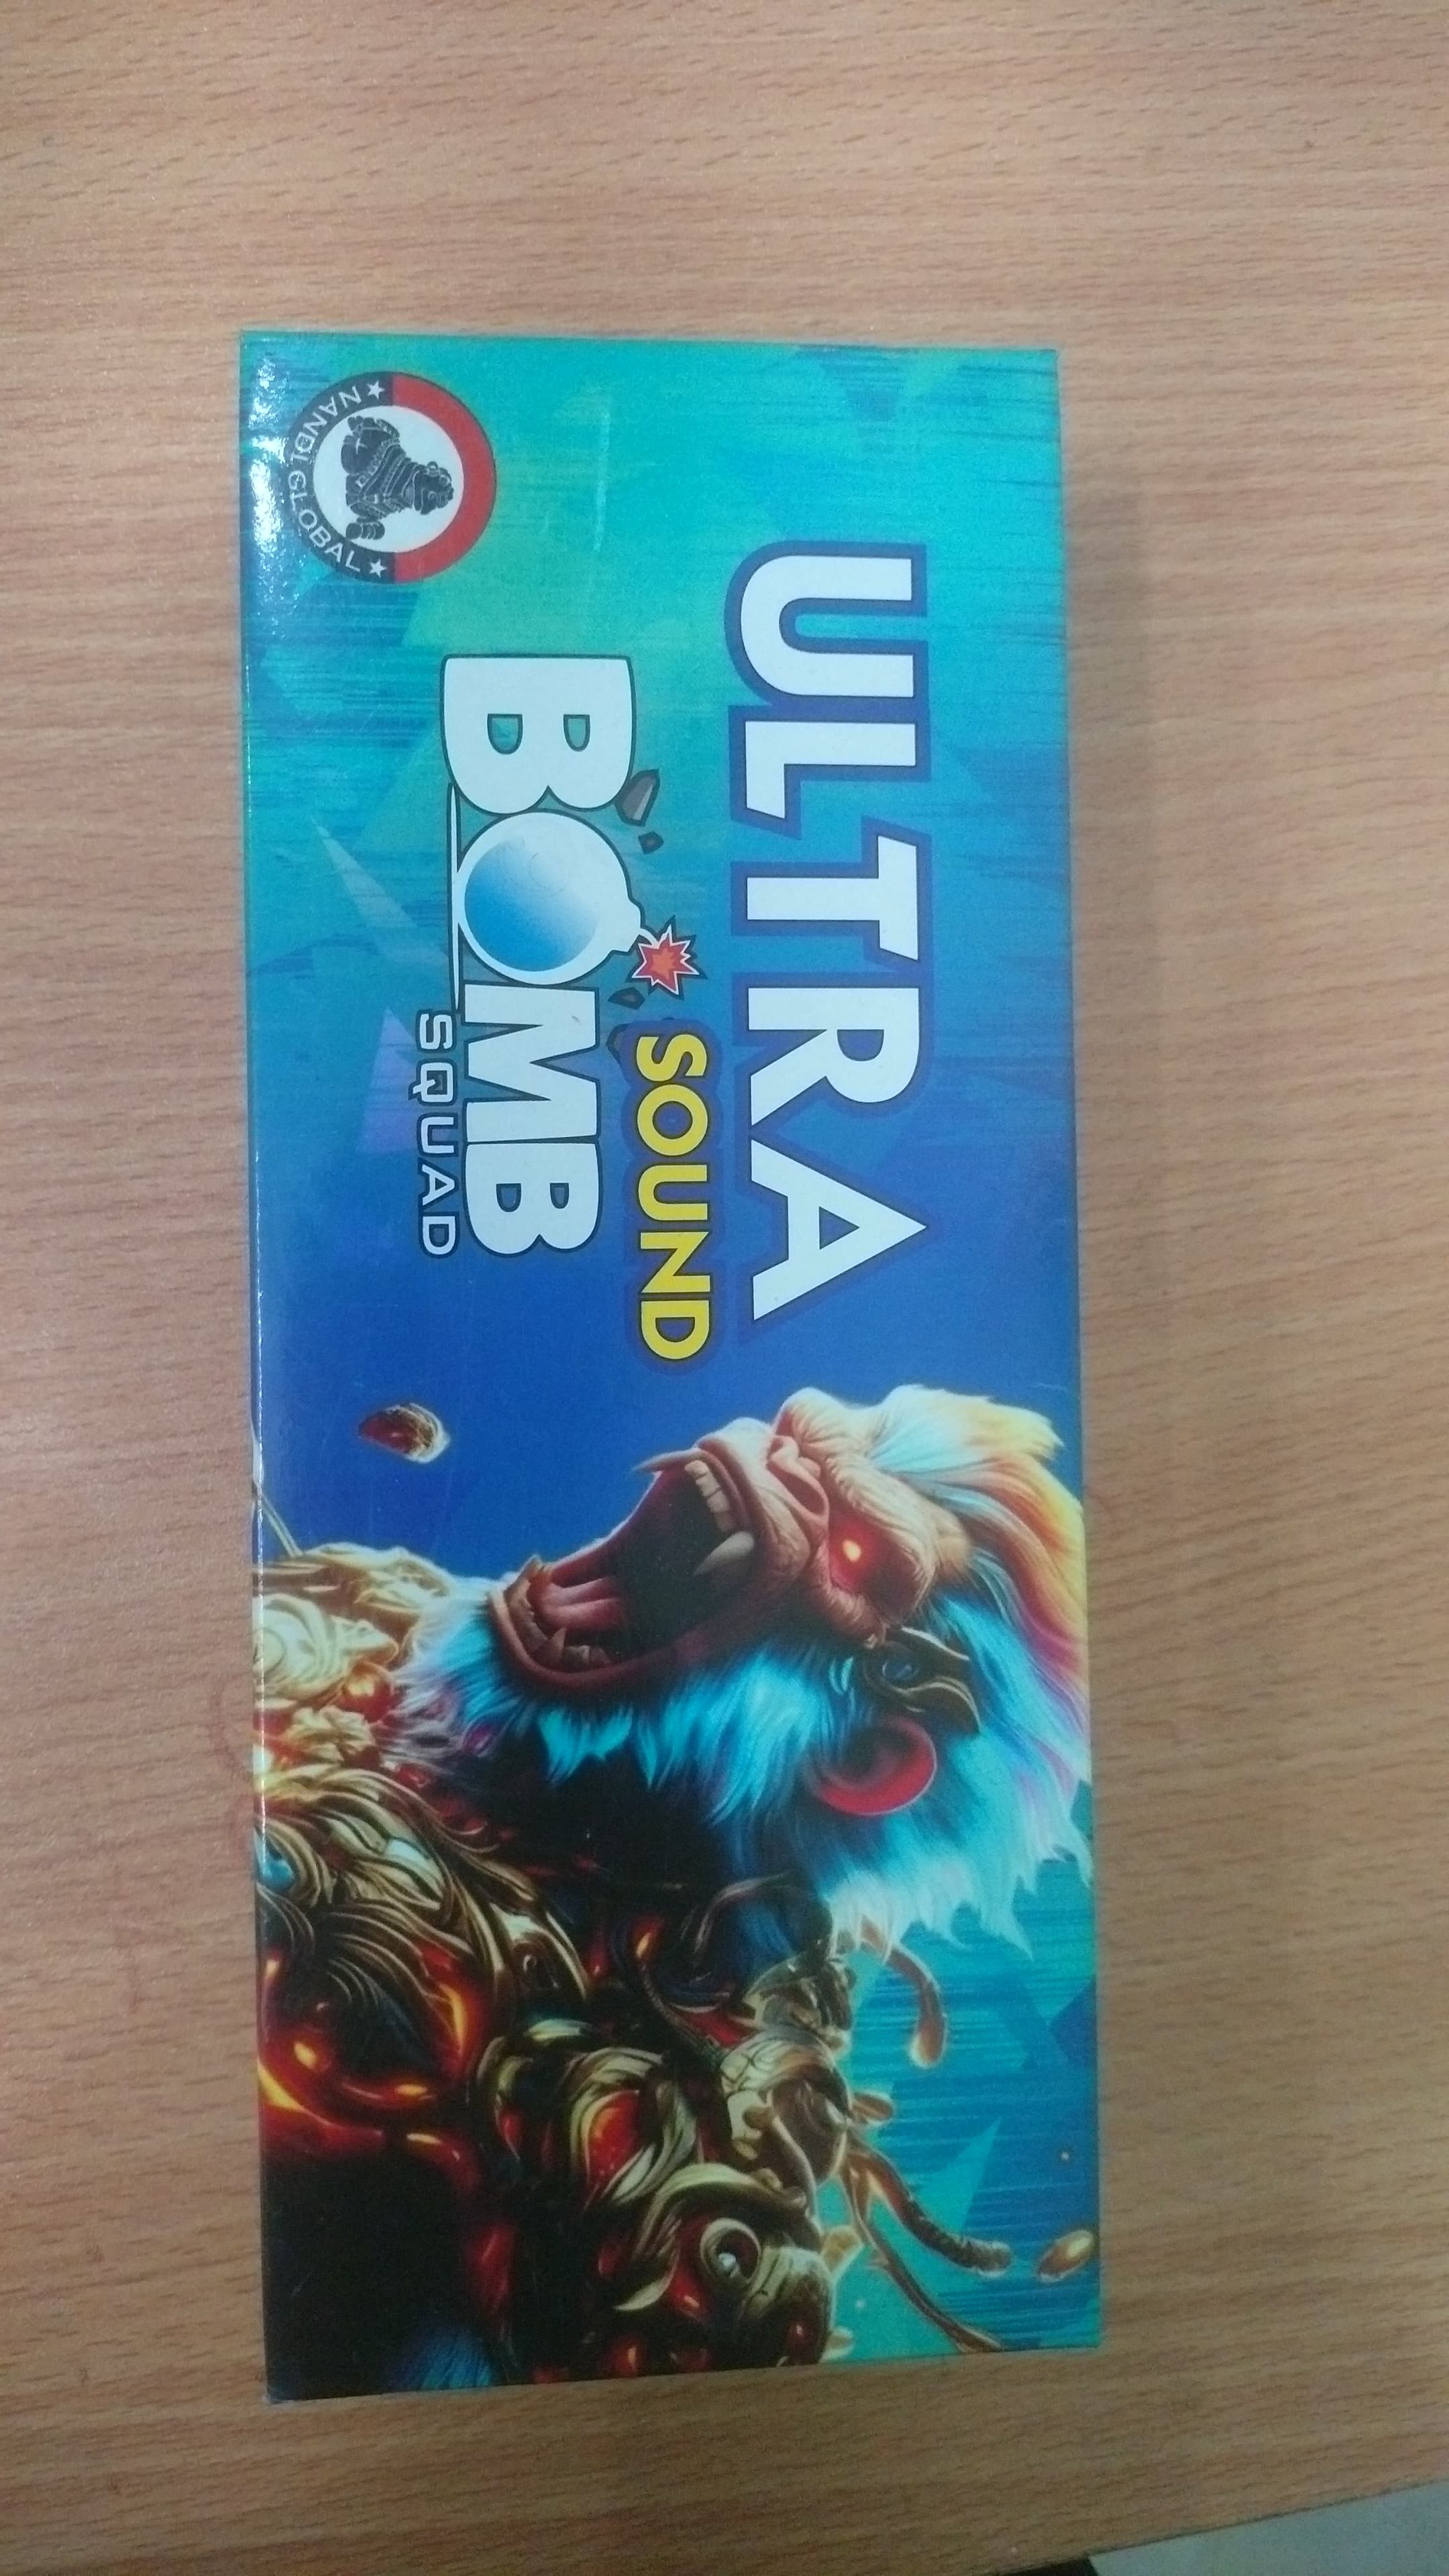 NANDI GLOBAL
ULTRA
SOUND
BOMB
SQUAD